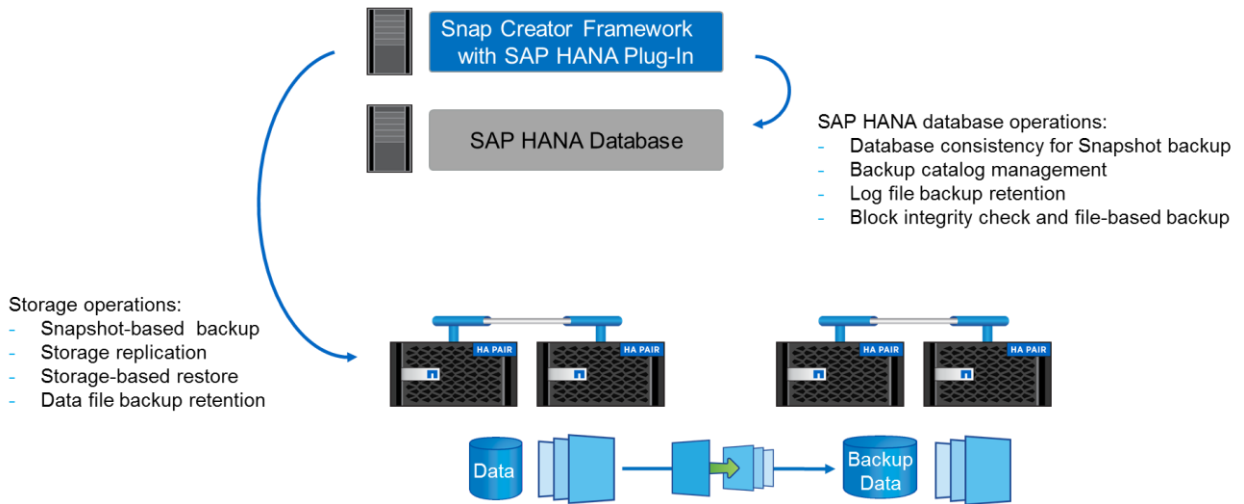 Snap Creator Framework
with SAP HANA Plug-In
SAP HANA Database
SAP HANA database operations:
- Database consistency for Snapshot backup
- Backup catalog management
- Log file backup retention
- Block integrity check and file-based backup
Storage operations:
- Snapshot-based backup
- Storage replication
- Storage-based restore
- Data file backup retention
HA PAIR
HA PAIR
HA PAIR
HA PAIR
Data
Backup
Data